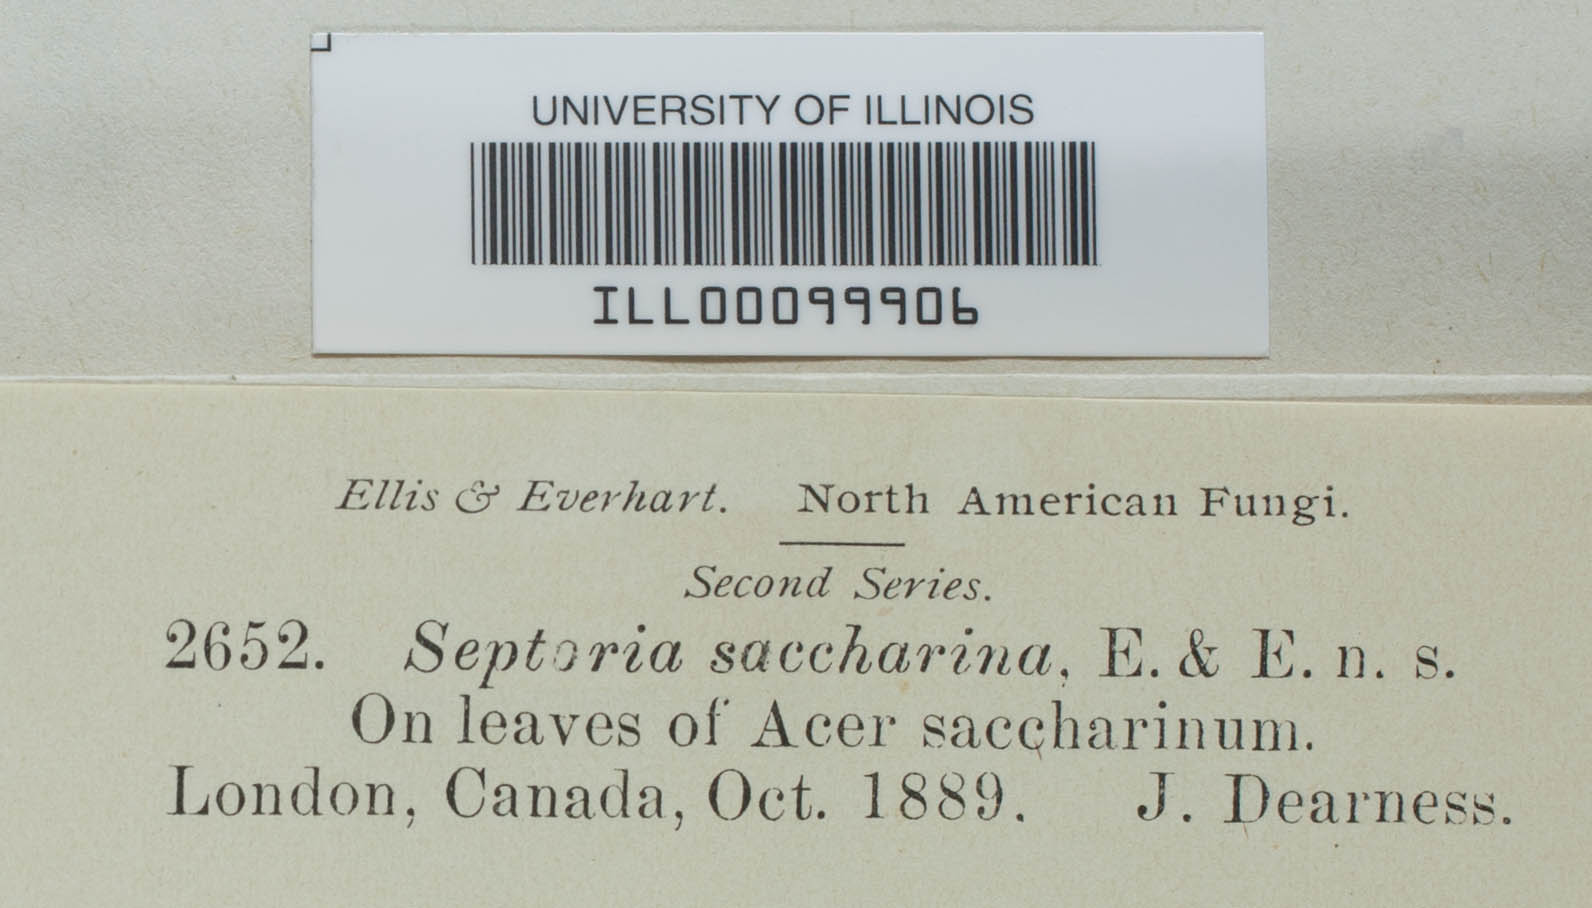 UNIVERSITY OF ILLINOIS
ILL00099906
Ellis & Everhart. North American Fungi.
Second Series.
2652. Septoria saccharina, E. & E. n. s.
On leaves of Acer saccharinum.
London, Canada, Oct. 1889. J. Dearness.